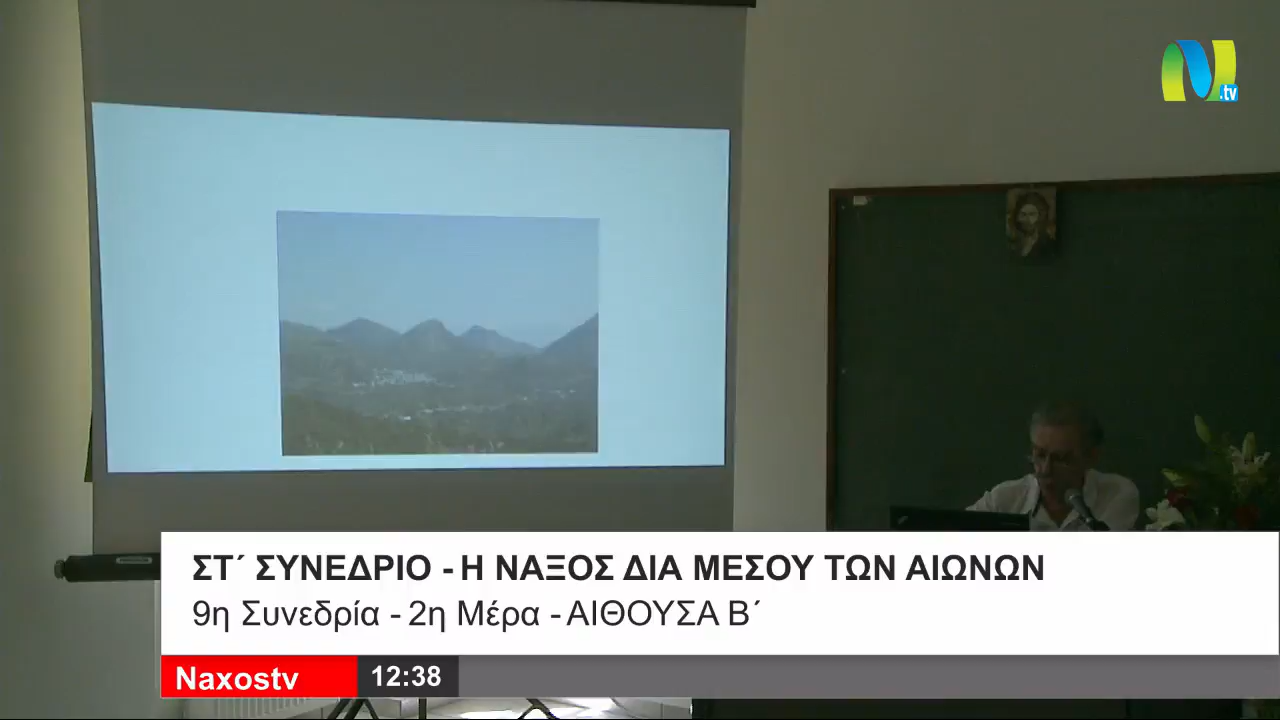 N.tv
ΣΤ΄ ΣΥΝΕΔΡΙΟ - Η ΝΑΞΟΣ ΔΙΑ ΜΕΣΟΥ ΤΩΝ ΑΙΩΝΩΝ
9η Συνεδρία - 2η Μέρα - ΑΙΘΟΥΣΑ Β΄
Naxostv 12:38